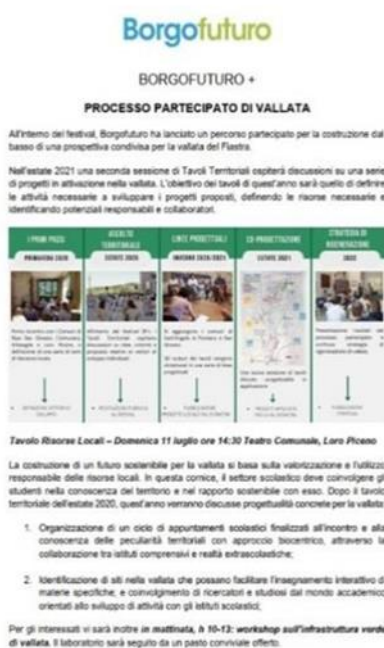 Borgofuturo
BORGOFUTURO +
PROCESSO PARTECIPATO DI VALLATA
All'interno del festival, Borgofuturo ha lanciato un percorso partecipato per la costruzione dal
basso di una prospettiva condivisa per la vallata del Fiastra.
Nell'estate 2021 una seconda sessione di Tavoli Territoriali ospiterà discussioni su una serie
di progetti in attivazione nella vallata. L'obiettivo dei tavoli di quest'anno sarà quello di definire
le attività necessarie a sviluppare i progetti proposti, definendo le risorse necessarie e
identificando potenziali responsabili e collaboratori.
I PRIMI PASSI
PRIMAVERA 2020
ASCOLTO
TERRITORIALE
ESTATE 2020
LINEE PROGETTUALI
INVERNO 2020/2021
CO-PROGETTAZIONE
ESTATE 2021
STRATEGIA DI
RIGENERAZIONE
2022
Tavolo Risorse Locali – Domenica 11 luglio ore 14:30 Teatro Comunale, Loro Piceno
La costruzione di un futuro sostenibile per la vallata si basa sulla valorizzazione e l'utilizzo
responsabile delle risorse locali. In questa cornice, il settore scolastico deve coinvolgere gli
studenti nella conoscenza del territorio e nel rapporto sostenibile con esso. Dopo il tavolo
territoriale dell'estate 2020, quest'anno verranno discusse progettualità concrete per la vallata:
1. Organizzazione di un ciclo di appuntamenti scolastici finalizzati all'incontro e alla
conoscenza delle peculiarità territoriali con approccio biocentrico, attraverso la
collaborazione tra istituti comprensivi e realtà extrascolastiche;
2. Identificazione di siti nella vallata che possano facilitare l'insegnamento interattivo di
materie specifiche, e coinvolgimento di ricercatori e studiosi dal mondo accademico
orientati allo sviluppo di attività con gli istituti scolastici;
Per gli interessati vi sarà inoltre in mattinata, h 10-13: workshop sull'infrastruttura verde
di vallata. Il laboratorio sarà seguito da un pasto conviviale offerto.